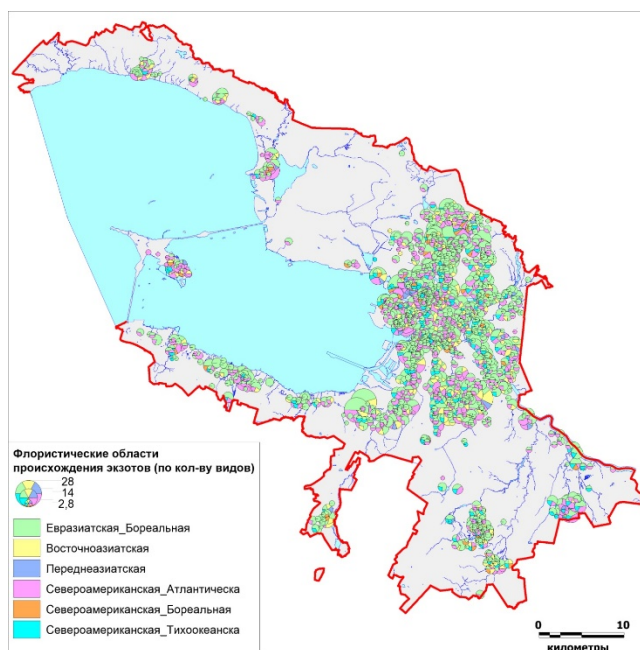 Флористические области
происхождения экзотов (по кол-ву видов)
28
14
2,8
Евразиатская_Бореальная
Восточноазиатская
Переднеазиатская
Североамериканская_Атлантическа
Североамериканская_Бореальная
Североамериканская_Тихоокеанска
0 10
километры